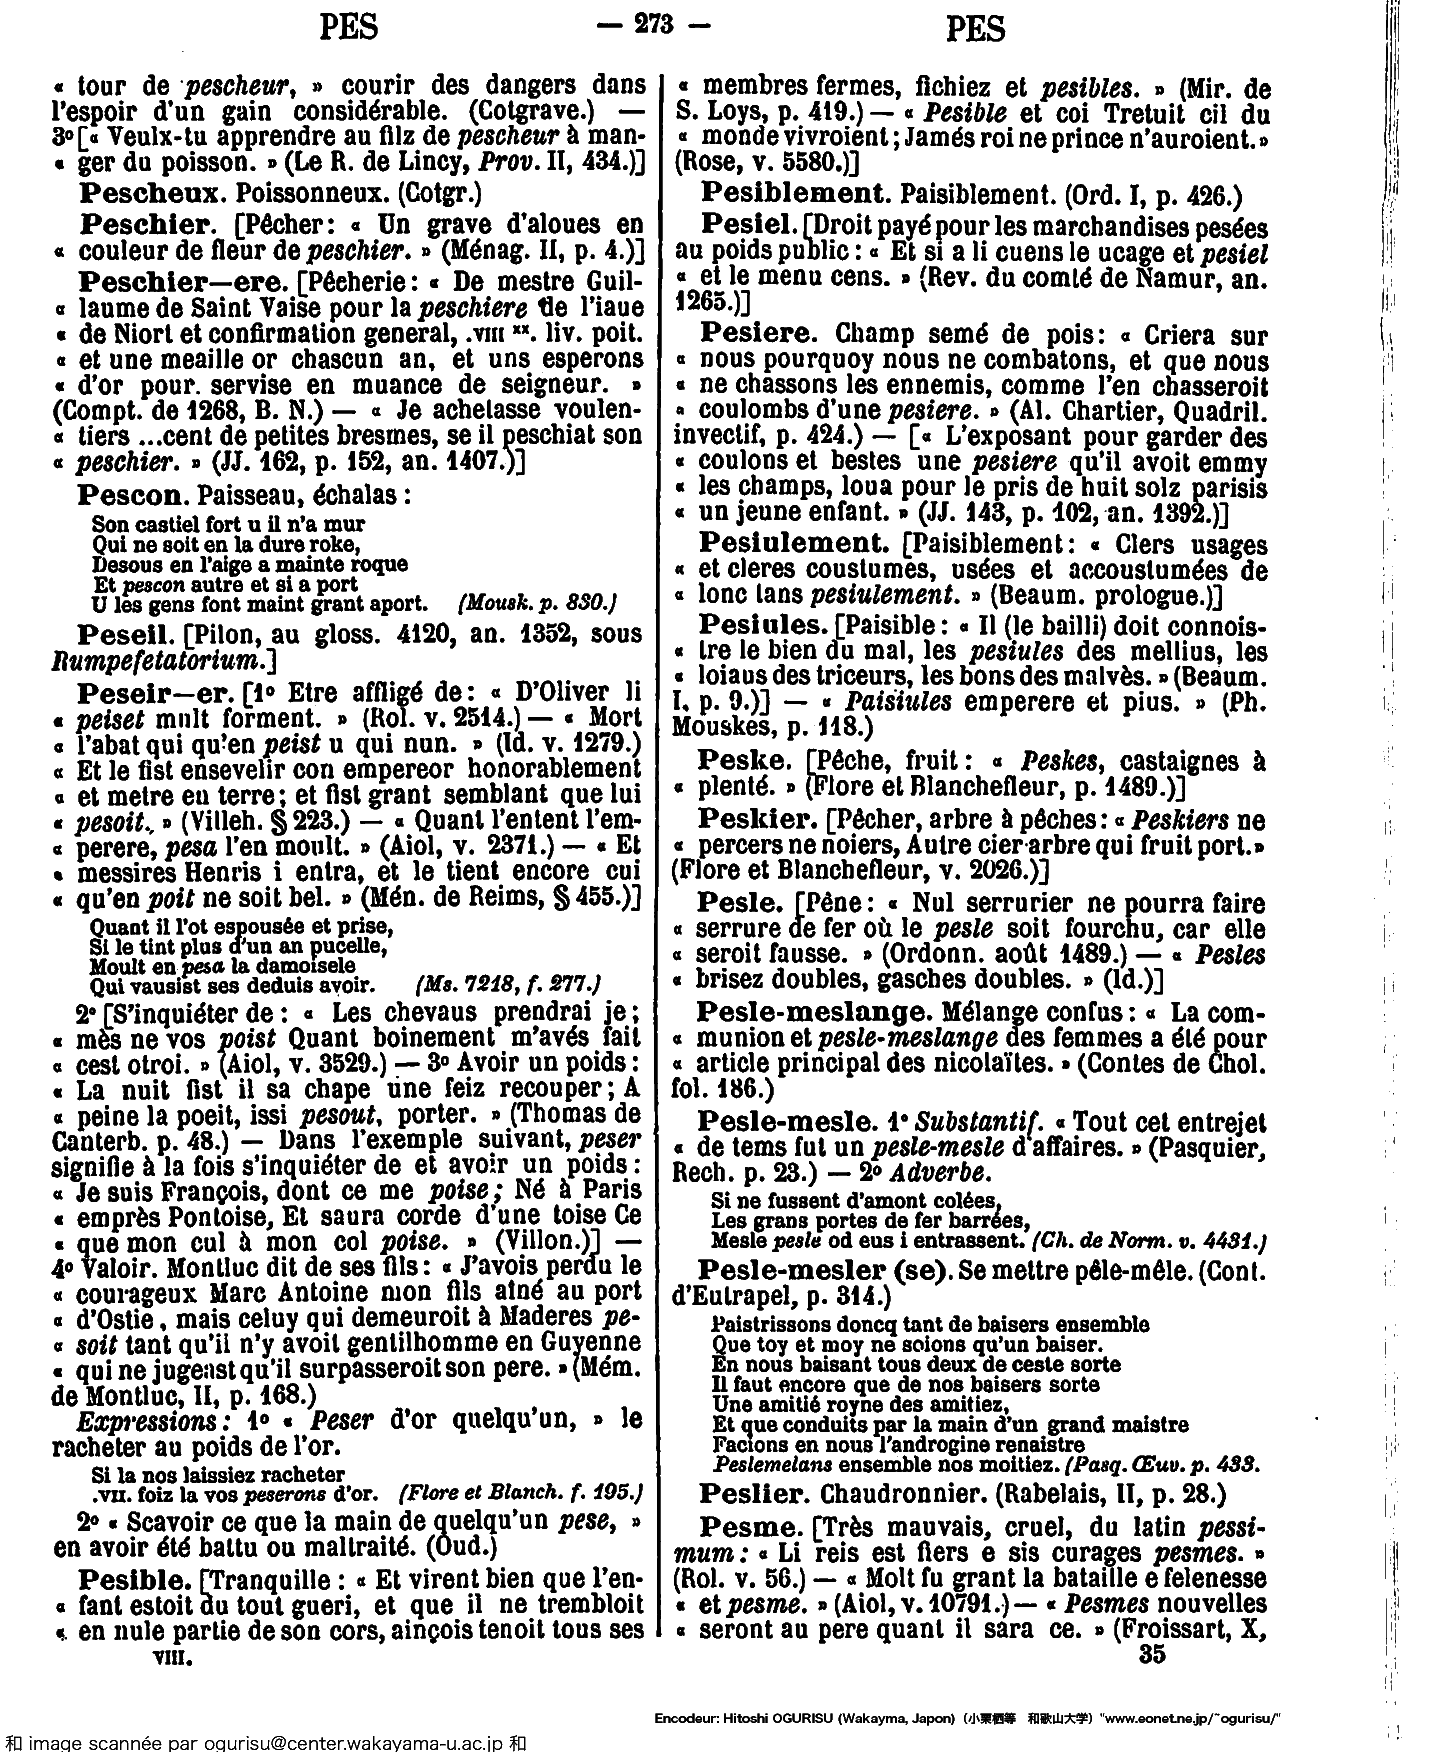 PES — 273 — PES
« tour de pescheur, » courir des dangers dans
l'espoir d'un gain considérable. (Cotgrave.) —
3º [« Veulx-tu apprendre au filz de pescheur à man-
« ger du poisson. » (Le R. de Lincy, Prov. II, 434.)]
Pescheux. Poissonneux. (Cotgr.)
Peschier. [Pêcher: « Un grave d'aloues en
« couleur de fleur de peschier. » (Ménag. II, p. 4.)]
Peschier—ere. [Pêcherie: « De mestre Guil-
« laume de Saint Vaise pour la peschiere de l'iaue
« de Niort et confirmation general, .VIII XX. liv. poit.
« et une meaille or chascun an, et uns esperons
« d'or pour. servise en muance de seigneur. »
(Compt. de 1268, B. N.) — « Je achetasse voulen-
« tiers ...cent de petites bresmes, se il peschiat son
« peschier. » (JJ. 162, p. 152, an. 1407.)]
Pescon. Paisseau, échalas :
Son castiel fort u il n'a mur
Qui ne soit en la dure roke,
Desous en l'aige a mainte roque
Et pescon autre et si a port
U les gens font maint grant aport. (Mousk. p. 830.)
Peseil. [Pilon, au gloss. 4120, an. 1352, sous
Rumpefetatorium.]
Peseir—er. [1º Etre affligé de: « D'Oliver li
« peiset mult forment. » (Rol. v. 2514.) — « Mort
« l'abat qui qu'en peist u qui nun. » (Id. v. 1279.)
« Et le fist ensevelir con empereor honorablement
« et metre en terre; et fist grant semblant que lui
« pesoit. » (Villeh. § 223.) — « Quant l'entent l'em-
« perere, pesa l'en moult. » (Aiol, v. 2371.) — « Et
« messires Henris i entra, et le tient encore cui
« qu'en poit ne soit bel. » (Mén. de Reims, § 455.)]
Quant il l'ot espousée et prise,
Si le tint plus d'un an pucelle,
Moult en pesa la damoisele
Qui vausist ses deduis avoir. (Ms. 7218, f. 277.)
2º [S'inquiéter de : « Les chevaus prendrai je;
« mès ne vos poist Quant boinement m'avés fait
« cest otroi. » (Aiol, v. 3529.) — 3º Avoir un poids:
« La nuit fist il sa chape une feiz recouper; A
« peine la poeit, issi pesout, porter. » (Thomas de
Canterb. p. 48.) — Dans l'exemple suivant, peser
signifie à la fois s'inquiéter de et avoir un poids:
« Je suis François, dont ce me poise; Né à Paris
« emprès Pontoise, Et saura corde d'une toise Ce
« que mon cul à mon col poise. » (Villon.)] —
4º Valoir. Montluc dit de ses fils: « J'avois perdu le
« courageux Marc Antoine mon fils aîné au port
« d'Ostie, mais celuy qui demeuroit à Maderes pe-
« soit tant qu'il n'y avoit gentilhomme en Guyenne
« qui ne jugeast qu'il surpasseroit son pere. » (Mém.
de Montluc, II, p. 168.)
Expressions: 1º « Peser d'or quelqu'un, » le
racheter au poids de l'or.
Si la nos laissiez racheter
.VII. foiz la vos peserons d'or. (Flore et Blanch. f. 195.)
2º « Scavoir ce que la main de quelqu'un pese, »
en avoir été battu ou maltraité. (Oud.)
Pesible. [Tranquille : « Et virent bien que l'en-
« fant estoit du tout gueri, et que il ne trembloit
« en nule partie de son cors, ainçois tenoit tous ses
VIII.
« membres fermes, fichiez et pesibles. » (Mir. de
S. Loys, p. 419.) — « Pesible et coi Tretuit cil du
« monde vivroient; Jamés roi ne prince n'auroient. »
(Rose, v. 5580.)]
Pesiblement. Paisiblement. (Ord. I, p. 426.)
Pesiel. [Droit payé pour les marchandises pesées
au poids public : « Et si a li cuens le ucage et pesiel
« et le menu cens. » (Rev. du comté de Namur, an.
1265.)]
Pesiere. Champ semé de pois: « Criera sur
« nous pourquoy nous ne combatons, et que nous
« ne chassons les ennemis, comme l'en chasseroit
« coulombs d'une pesiere. » (Al. Chartier, Quadril.
invectif, p. 424.) — [« L'exposant pour garder des
« coulons et bestes une pesiere qu'il avoit emmy
« les champs, loua pour le pris de huit solz parisis
« un jeune enfant. » (JJ. 143, p. 102, an. 1392.)]
Pesiulement. [Paisiblement: « Clers usages
« et cleres coustumes, usées et accoustumées de
« lonc tans pesiulement. » (Beaum. prologue.)]
Pesiules. [Paisible : « Il (le bailli) doit connois-
« tre le bien du mal, les pesiules des mellius, les
« loiaus des triceurs, les bons des malvès. » (Beaum.
I, p. 9.)] — « Paisiules emperere et pius. » (Ph.
Mouskes, p. 118.)
Peske. [Pêche, fruit : « Peskes, castaignes à
« plenté. » (Flore et Blanchefleur, p. 1489.)]
Peskier. [Pêcher, arbre à pêches: « Peskiers ne
« percers ne noiers, Autre cier arbre qui fruit port. »
(Flore et Blanchefleur, v. 2026.)]
Pesle. [Pêne: « Nul serrurier ne pourra faire
« serrure de fer où le pesle soit fourchu, car elle
« seroit fausse. » (Ordonn. août 1489.) — « Pesles
« brisez doubles, gasches doubles. » (Id.)]
Pesle-meslange. Mélange confus: « La com-
« munion et pesle-meslange des femmes a été pour
« article principal des nicolaïtes. » (Contes de Chol.
fol. 186.)
Pesle-mesle. 1º Substantif. « Tout cet entrejet
« de tems fut un pesle-mesle d'affaires. » (Pasquier,
Rech. p. 23.) — 2º Adverbe.
Si ne fussent d'amont colées,
Les grans portes de fer barrées,
Mesle pesle od eus i entrassent. (Ch. de Norm. v. 4431.)
Pesle-mesler (se). Se mettre pêle-mêle. (Cont.
d'Eutrapel, p. 314.)
Paistrissons doncq tant de baisers ensemble
Que toy et moy ne soions qu'un baiser.
En nous baisant tous deux de ceste sorte
Il faut encore que de nos baisers sorte
Une amitié royne des amitiez,
Et que conduits par la main d'un grand maistre
Facions en nous l'androgine renaistre
Peslemelans ensemble nos moitiez. (Pasq. Œuv. p. 433.
Peslier. Chaudronnier. (Rabelais, II, p. 28.)
Pesme. [Très mauvais, cruel, du latin pessi-
mum: « Li reis est fiers e sis curages pesmes. »
(Rol. v. 56.) — « Molt fu grant la bataille e felenesse
« et pesme. » (Aiol, v. 10791.) — « Pesmes nouvelles
« seront au pere quant il sara ce. » (Froissart, X,
35
Encodeur: Hitoshi OGURISU (Wakayma, Japon) (小栗栖等 和歌山大学) "www.eonet.ne.jp/~ogurisu/"
和 image scannée par ogurisu@center.wakayama-u.ac.jp 和